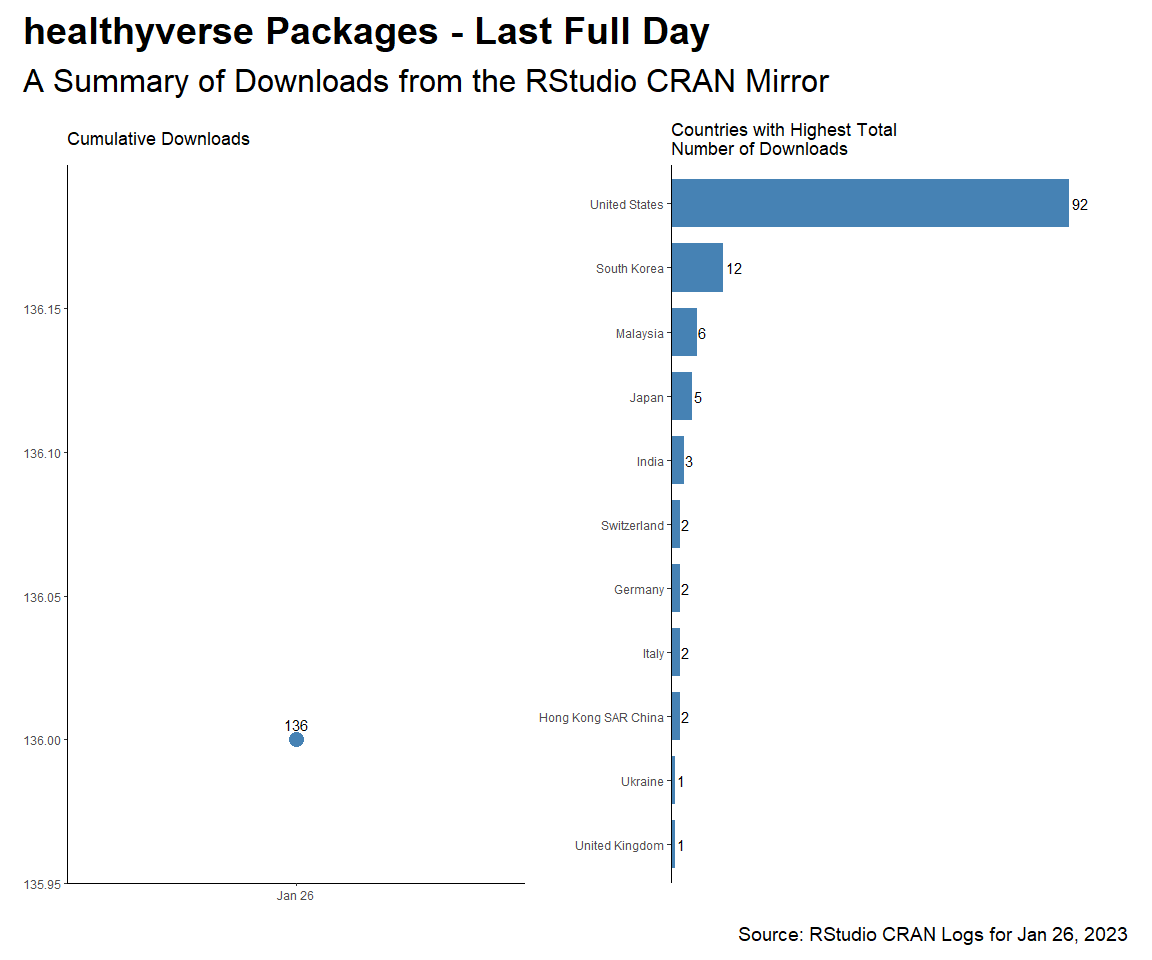 healthyverse Packages - Last Full Day
A Summary of Downloads from the RStudio CRAN Mirror
Cumulative Downloads
136.15
136.10
136.05
136.00
135.95
136
Jan 26
Countries with Highest Total
Number of Downloads
United States 92
South Korea 12
Malaysia 6
Japan 5
India 3
Switzerland 2
Germany 2
Italy 2
Hong Kong SAR China 2
Ukraine 1
United Kingdom 1
Source: RStudio CRAN Logs for Jan 26, 2023